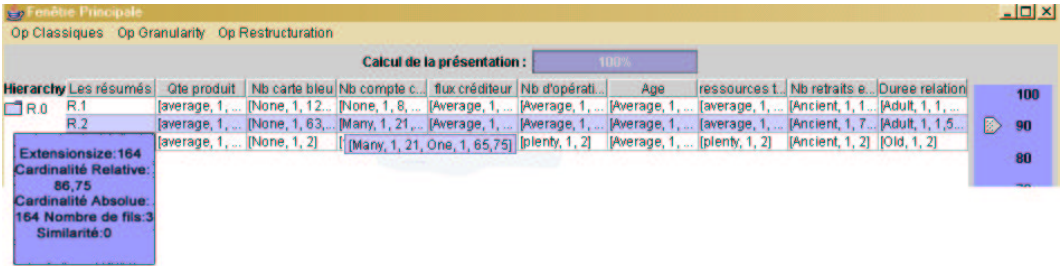 Fenêtre Principale
Op Classiques Op Granularity Op Restructuration
Calcul de la présentation : 100%
Hierarchy Les résumés Qte produit Nb carte bleu Nb compte c... flux créditeur Nb d'opérati... Age ressources t... Nb retraits e... Duree relation
R.0 R.1 [average, 1, ... [None, 1, 12... [None, 1, 8, ... [Average, 1, ... [Average, 1, ... [Average, 1, ... [average, 1, ... [Ancient, 1, 1... [Adult, 1, 1, ... 100
R.2 [average, 1, ... [None, 1, 63,... [Many, 1, 21,... [Average, 1, ... [Average, 1, ... [Average, 1, ... [average, 1, ... [Ancient, 1, 7... [Adult, 1, 1,5... 90
[average, 1, ... [None, 1, 2] [Many, 1, 21, One, 1, 65,75] [plenty, 1, 2] [Average, 1, ... [plenty, 1, 2] [Ancient, 1, 2] [Old, 1, 2]
80
Extensionsize:164
Cardinalité Relative:
86,75
Cardinalité Absolue:
164 Nombre de fils:3
Similarité:0